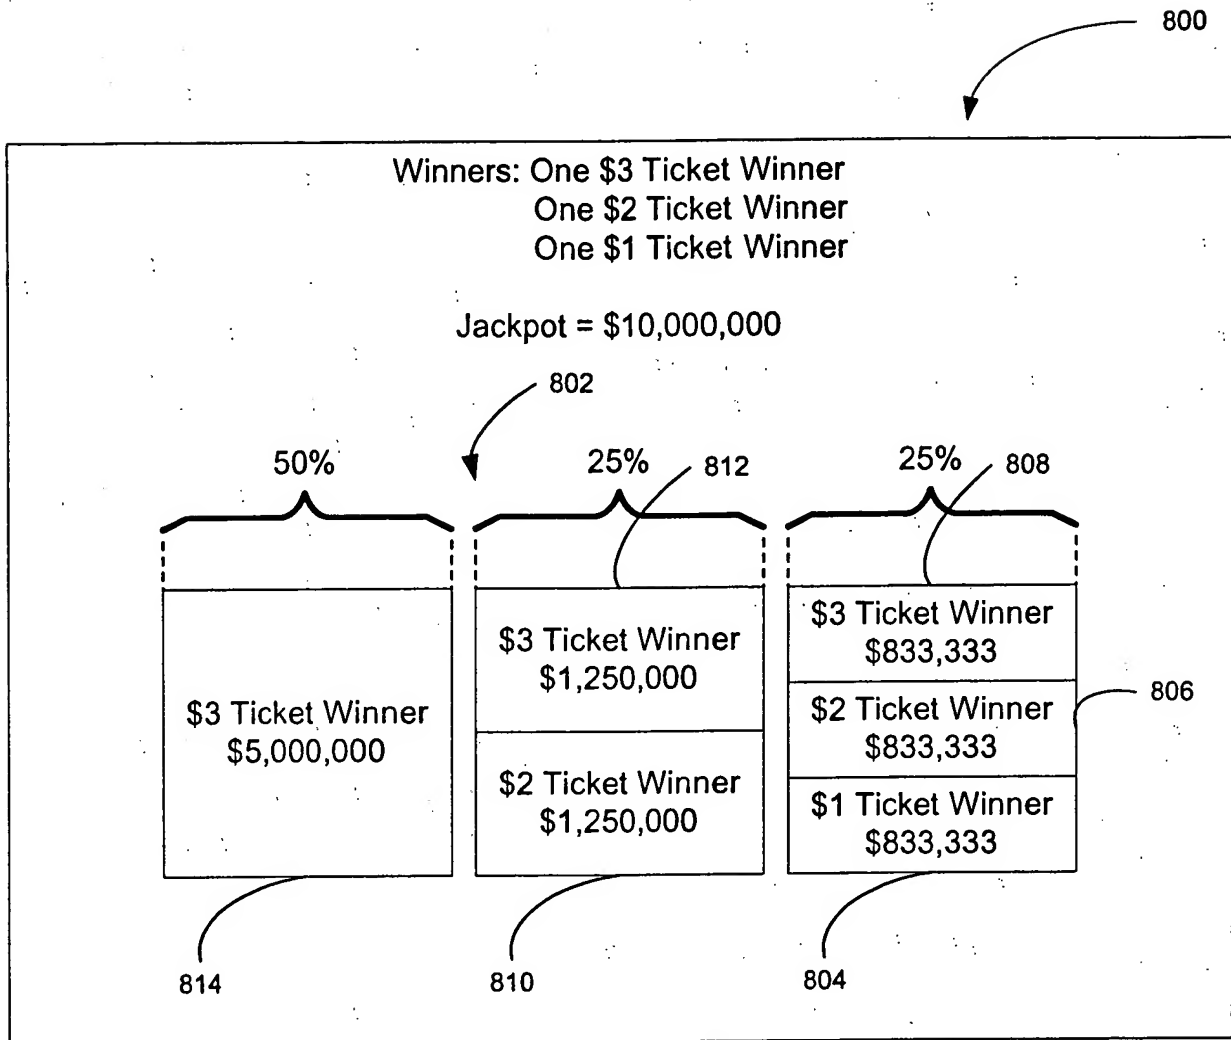 800
Winners: One $3 Ticket Winner
One $2 Ticket Winner
One $1 Ticket Winner
Jackpot = $10,000,000
802
50%
25%
812
25%
808
$3 Ticket Winner
$5,000,000
$3 Ticket Winner
$1,250,000
$2 Ticket Winner
$1,250,000
$3 Ticket Winner
$833,333
$2 Ticket Winner
$833,333
806
$1 Ticket Winner
$833,333
814
810
804